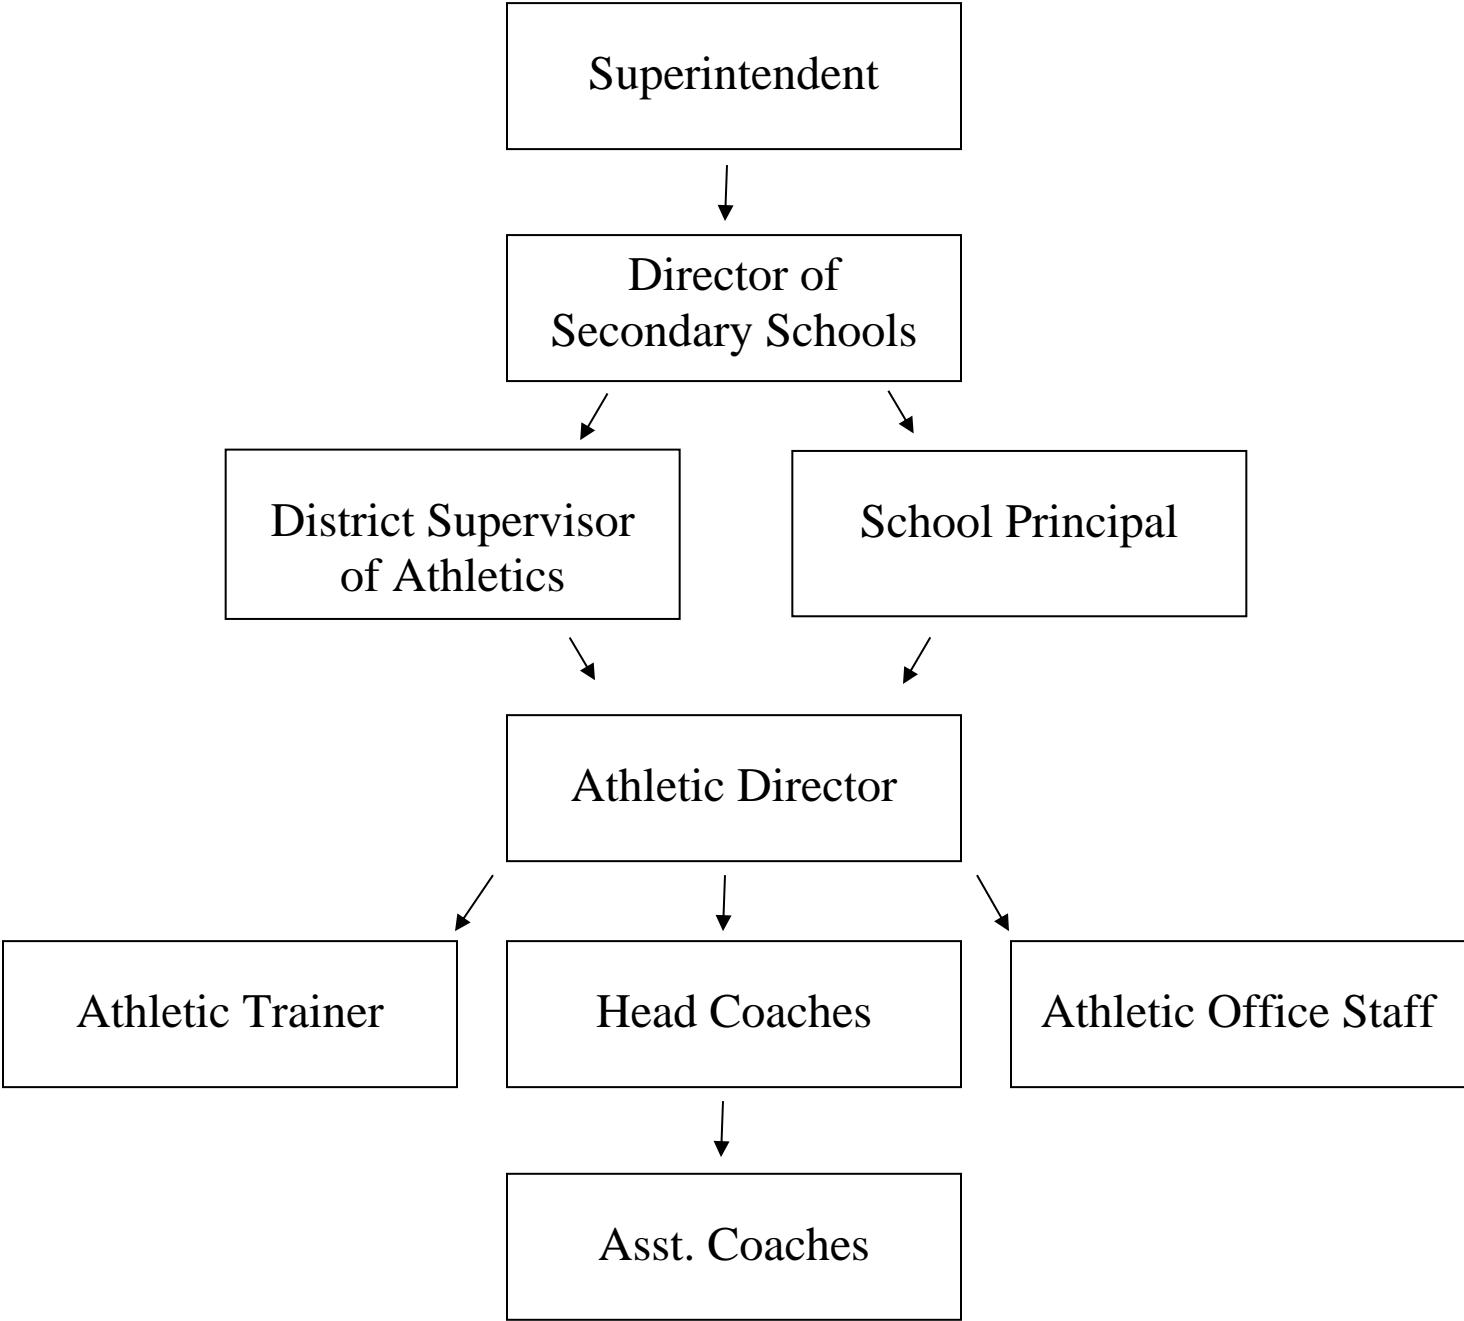 Superintendent
Director of
Secondary Schools
District Supervisor
of Athletics
School Principal
Athletic Director
Athletic Trainer
Head Coaches
Athletic Office Staff
Asst. Coaches